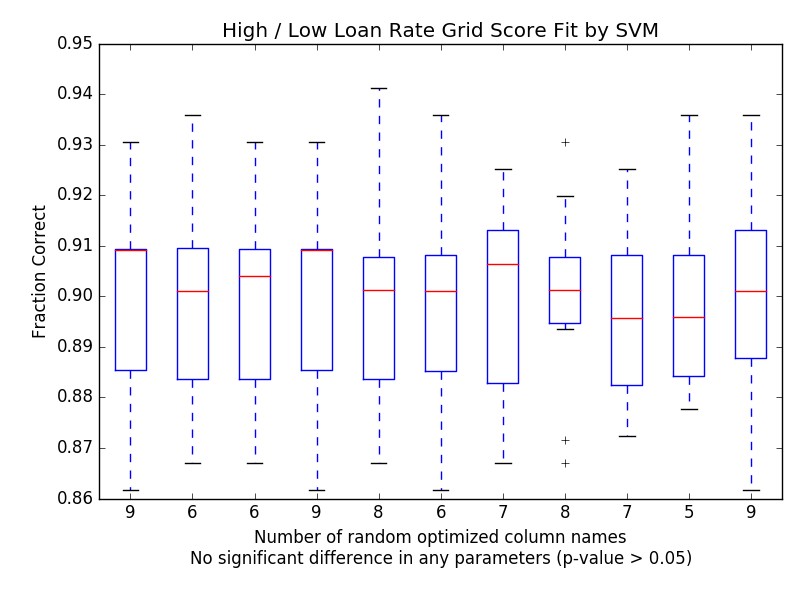 High / Low Loan Rate Grid Score Fit by SVM
0.95
0.94
0.93
0.92
0.91
0.90
0.89
0.88
0.87
0.86
Fraction Correct
9 6 6 9 8 6 7 8 7 5 9
Number of random optimized column names
No significant difference in any parameters (p-value > 0.05)